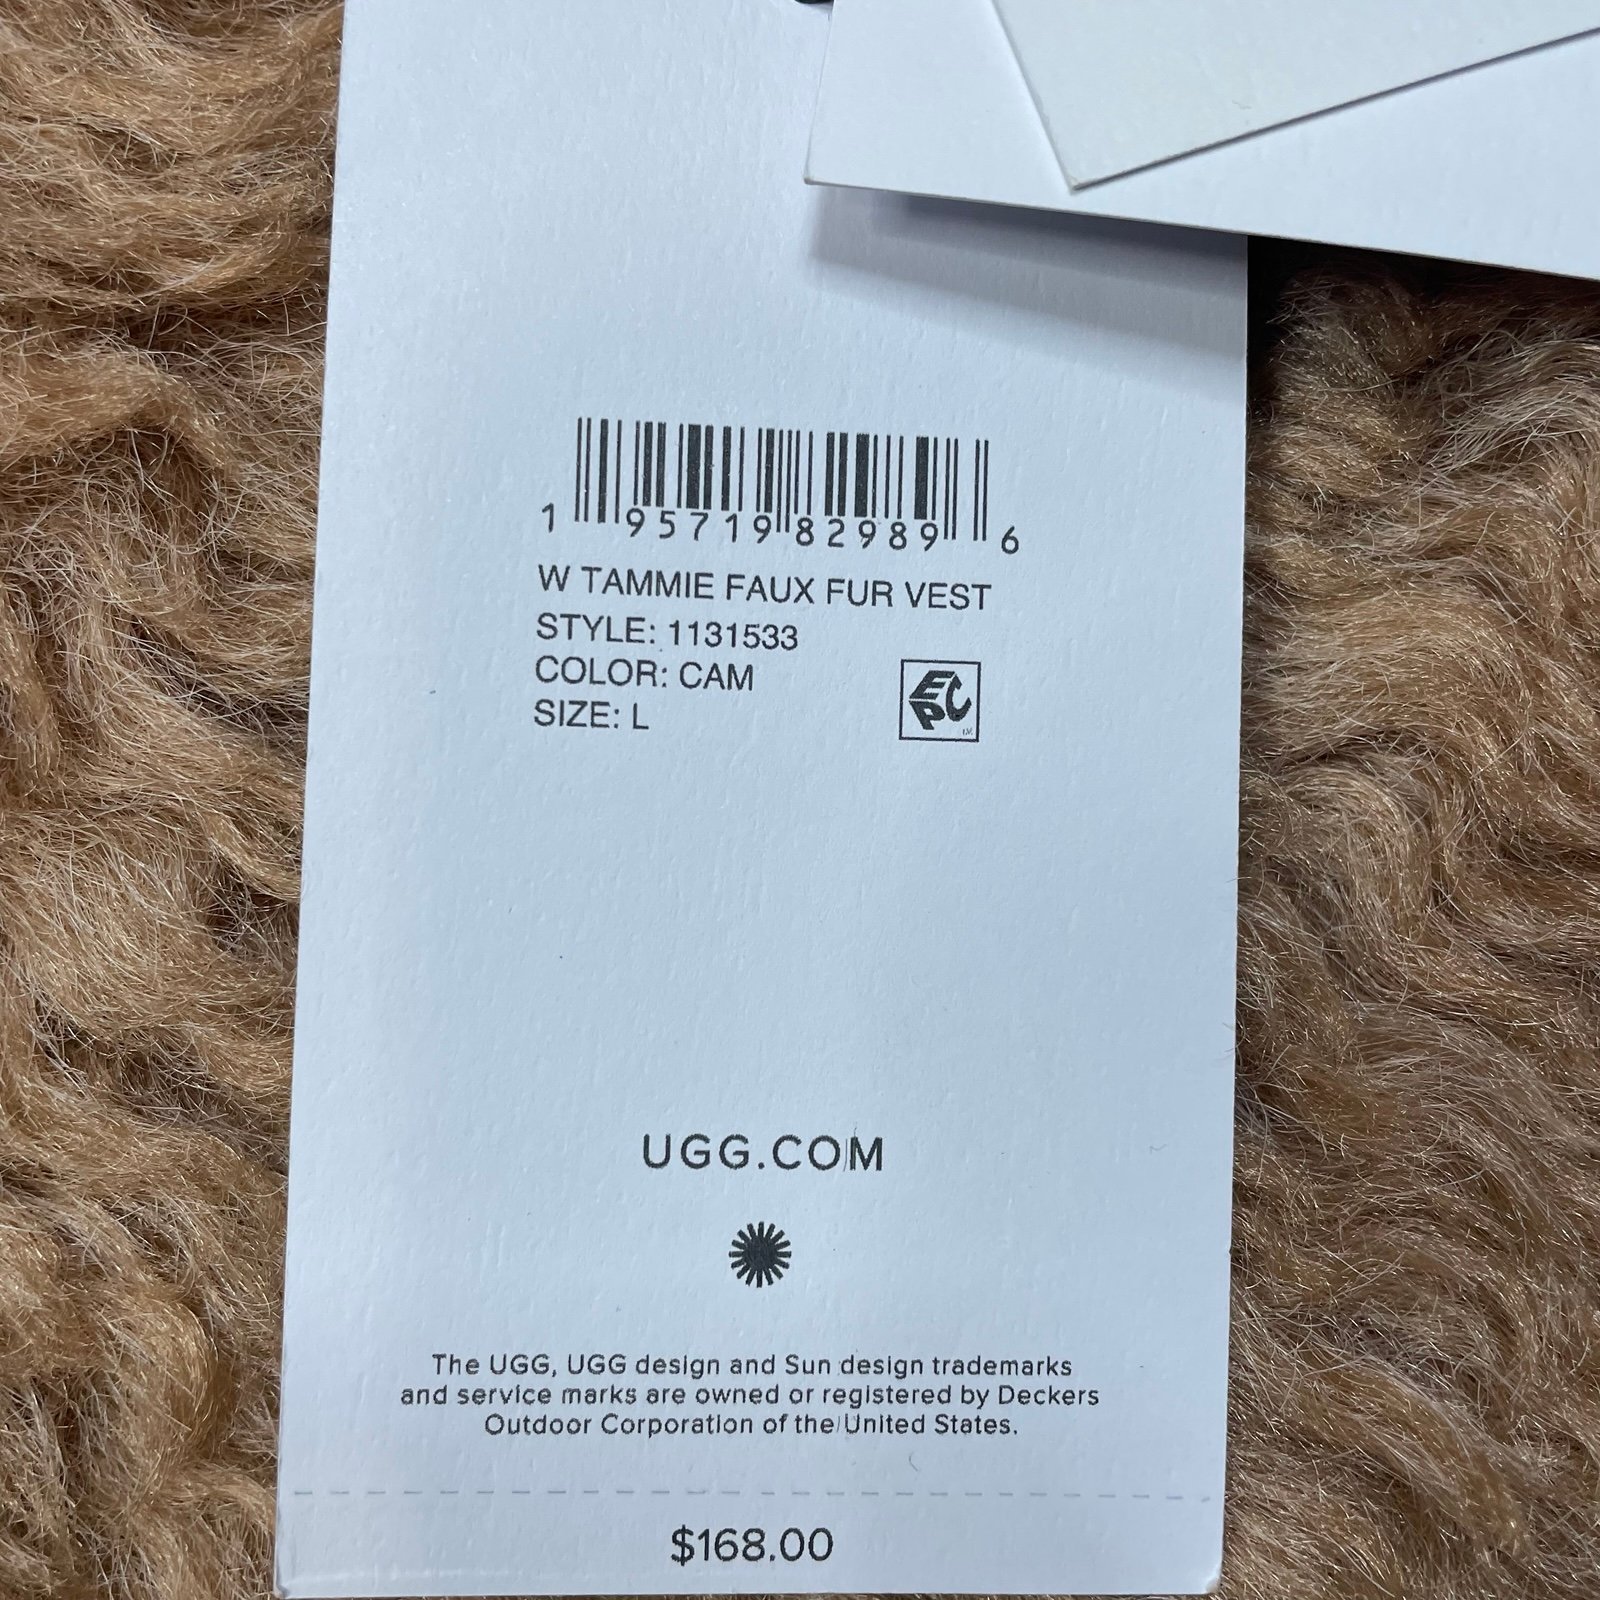 1 95719 82989 6
W TAMMIE FAUX FUR VEST
STYLE: 1131533
COLOR: CAM
SIZE: L
EPC
TM
UGG.COM
The UGG, UGG design and Sun design trademarks
and service marks are owned or registered by Deckers
Outdoor Corporation of the United States.
$168.00